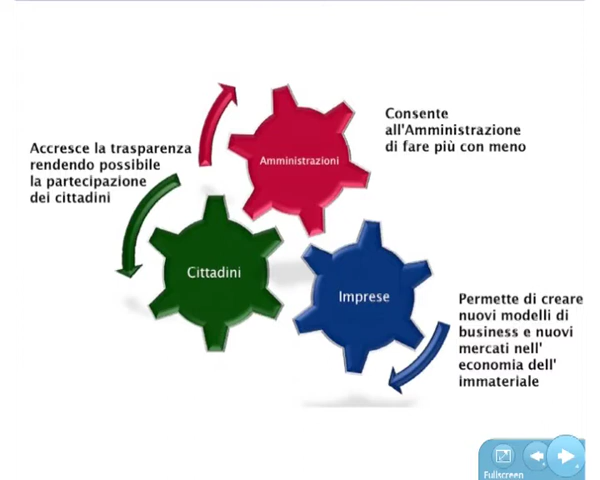 Consente
all'Amministrazione
di fare più con meno
Accresce la trasparenza
rendendo possibile
la partecipazione
dei cittadini
Amministrazioni
Cittadini
Imprese
Permette di creare
nuovi modelli di
business e nuovi
mercati nell'
economia dell'
immateriale
Fullscreen